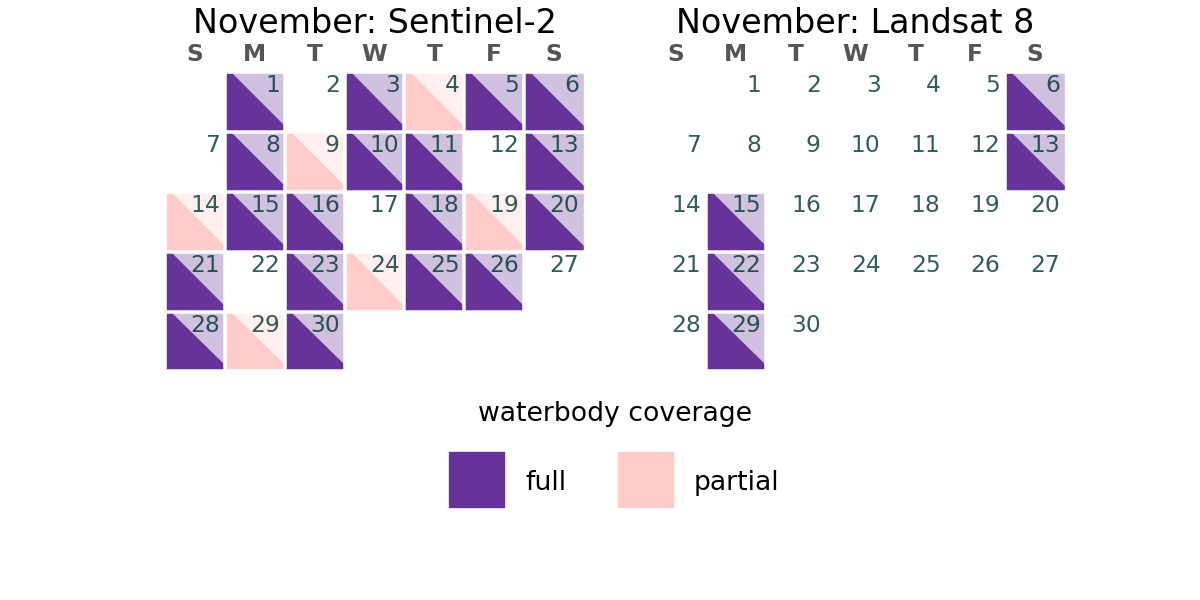 November: Sentinel-2
S M T W T F S
1 2 3 4 5 6
7 8 9 10 11 12 13
14 15 16 17 18 19 20
21 22 23 24 25 26 27
28 29 30
November: Landsat 8
S M T W T F S
1 2 3 4 5 6
7 8 9 10 11 12 13
14 15 16 17 18 19 20
21 22 23 24 25 26 27
28 29 30
waterbody coverage
full partial